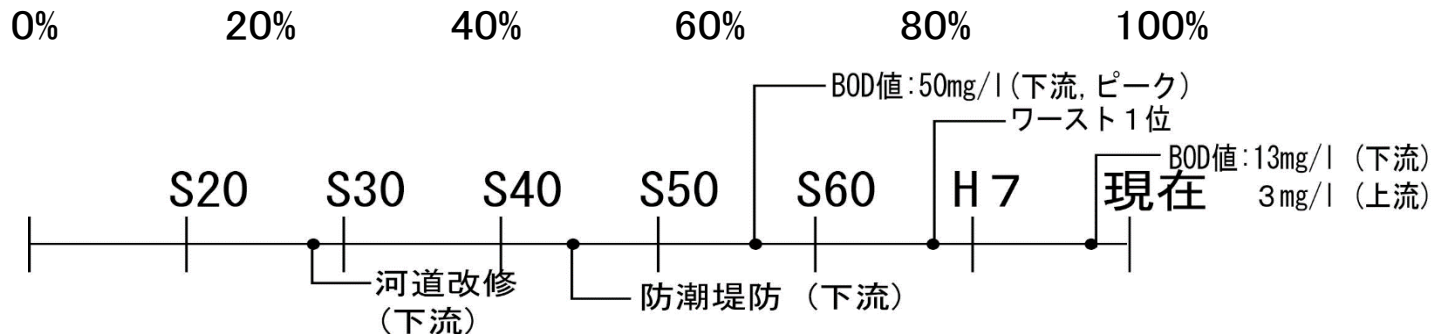 0% 20% 40% 60% 80% 100%
BOD値:50mg/l(下流,ピーク)
ワースト1位
BOD値:13mg/l (下流)
S20 S30 S40 S50 S60 H7 現在 3mg/l (上流)
河道改修
(下流)
防潮堤防 (下流)